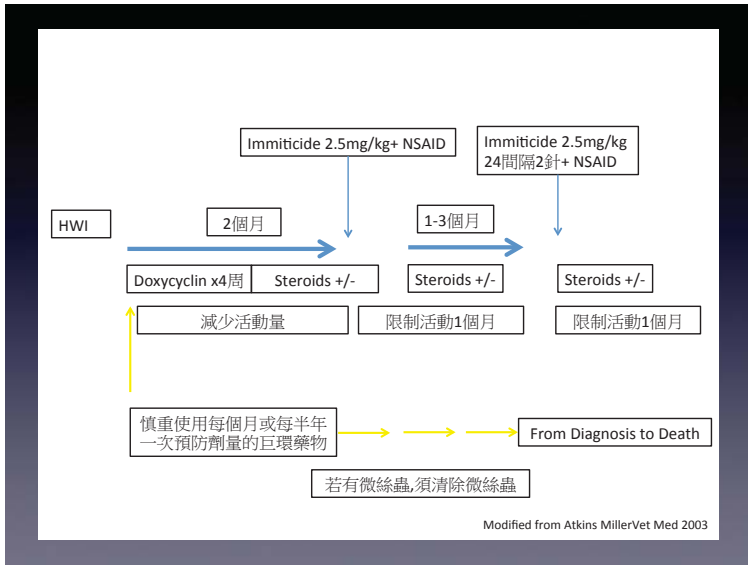 Immiticide 2.5mg/kg+ NSAID
Immiticide 2.5mg/kg
24間隔2針+ NSAID
HWI
2個月
1-3個月
Doxycyclin x4周
Steroids +/-
Steroids +/-
Steroids +/-
減少活動量
限制活動1個月
限制活動1個月
慎重使用每個月或每半年
一次預防劑量的巨環藥物
From Diagnosis to Death
若有微絲蟲,須清除微絲蟲
Modified from Atkins MillerVet Med 2003